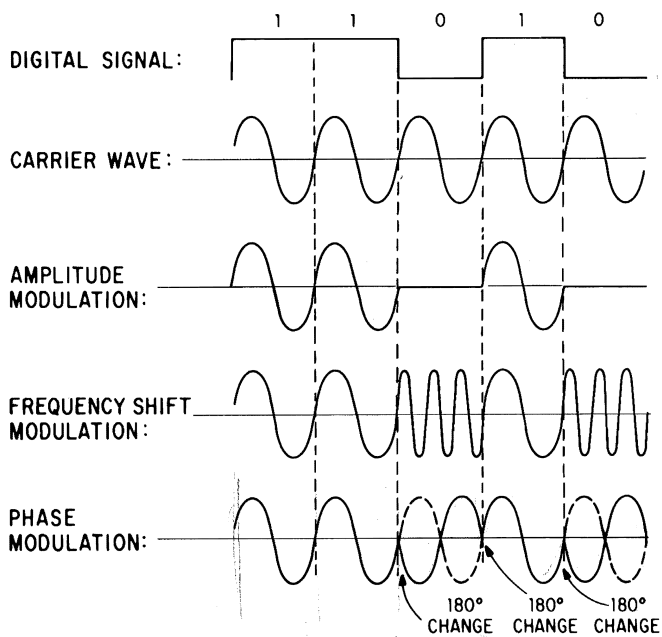 1 1 0 1 0
DIGITAL SIGNAL:
CARRIER WAVE:
AMPLITUDE
MODULATION:
FREQUENCY SHIFT
MODULATION:
PHASE
MODULATION:
180° 180° 180°
CHANGE CHANGE CHANGE